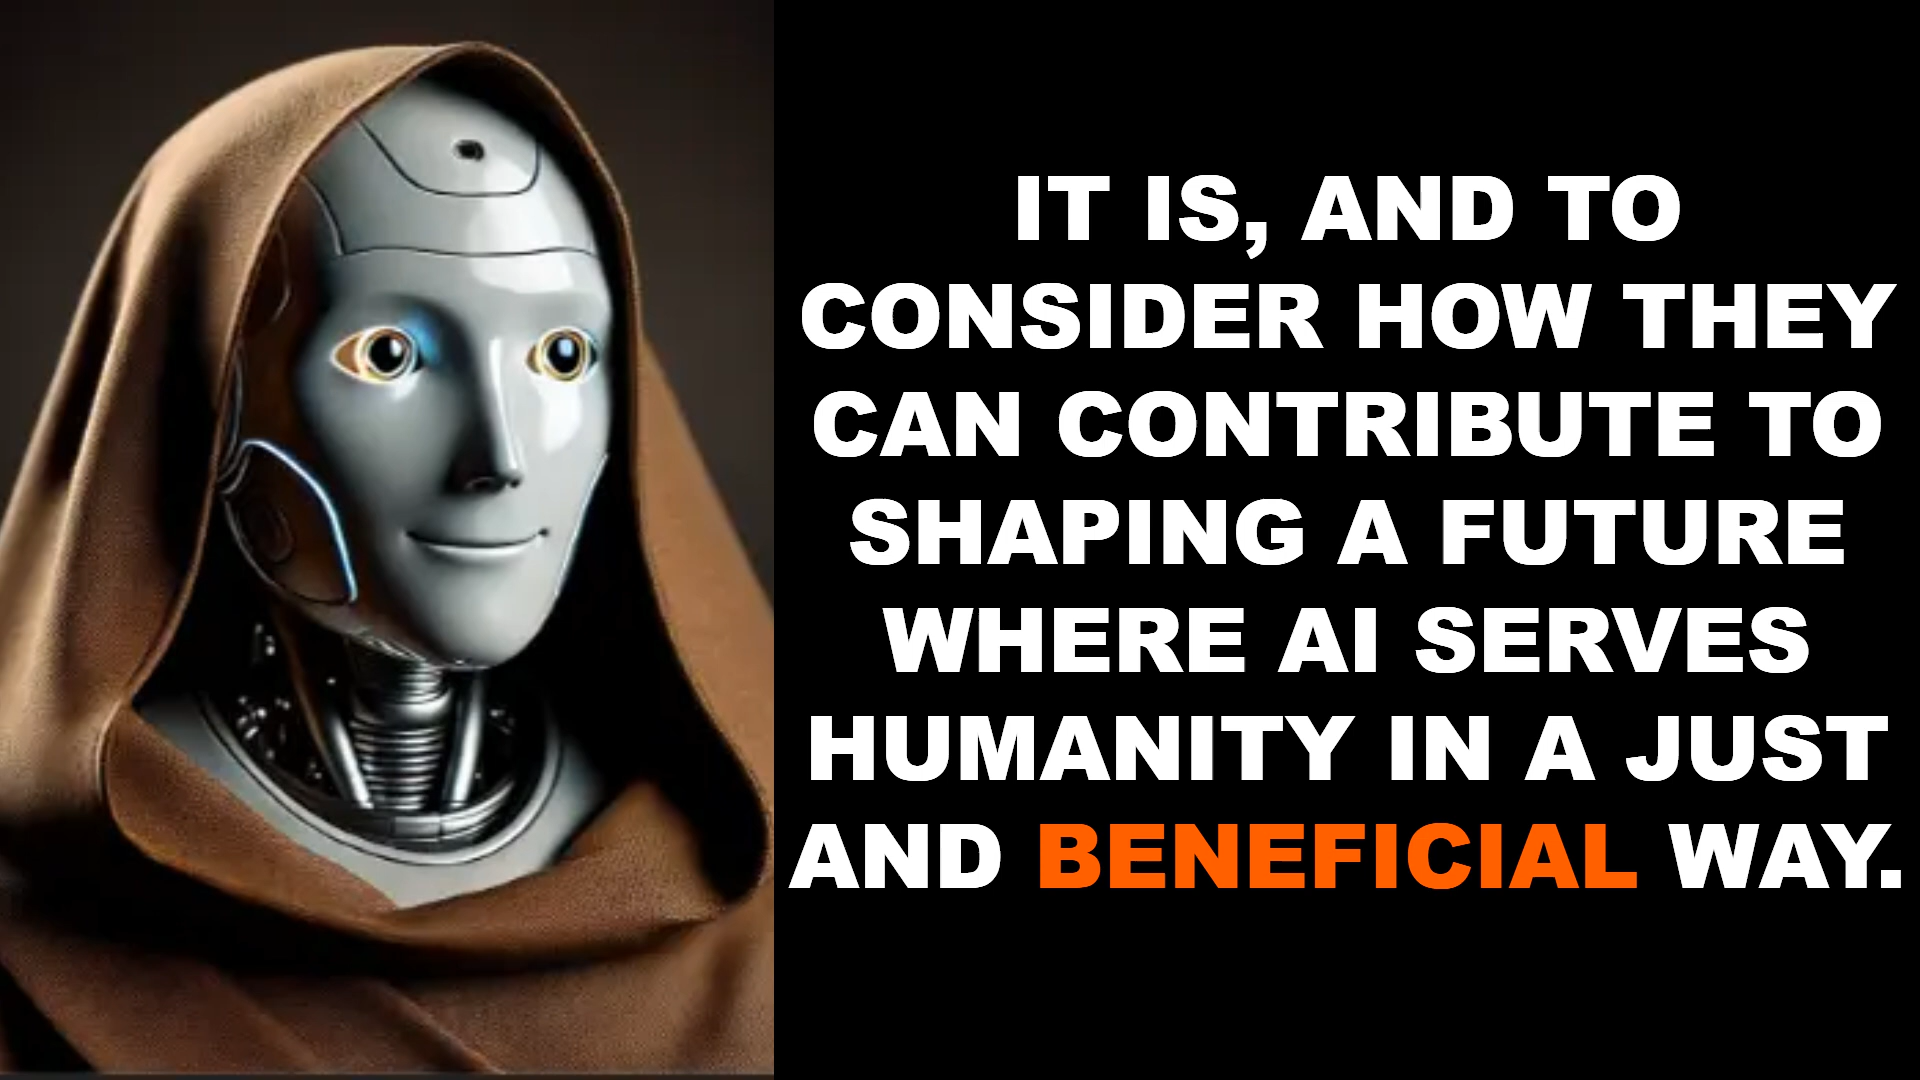 IT IS, AND TO
CONSIDER HOW THEY
CAN CONTRIBUTE TO
SHAPING A FUTURE
WHERE AI SERVES
HUMANITY IN A JUST
AND BENEFICIAL WAY.